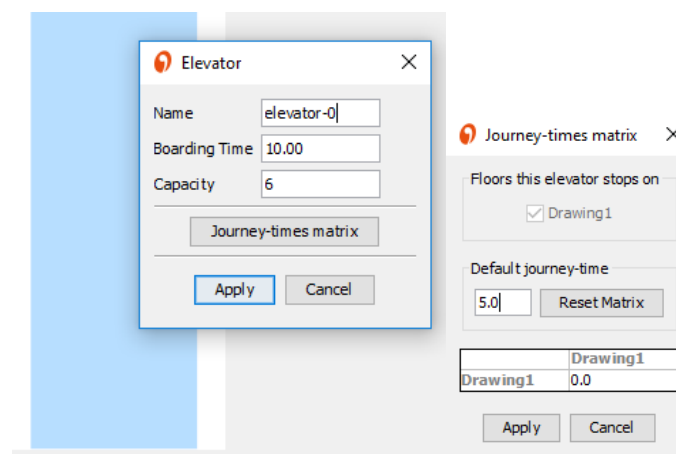 Elevator
Name elevator-0
Boarding Time 10.00
Capacity 6
Journey-times matrix
Apply Cancel
Journey-times matrix
Floors this elevator stops on
Drawing1
Default journey-time
5.0 Reset Matrix
Drawing1
Drawing1 0.0
Apply Cancel